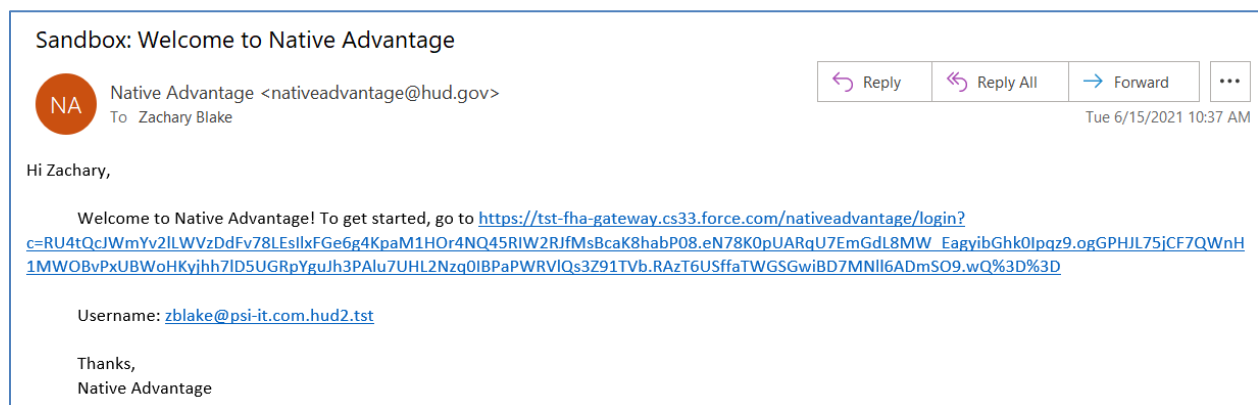 Sandbox: Welcome to Native Advantage
NA
Native Advantage <nativeadvantage@hud.gov>
To Zachary Blake
Reply
Reply All
Forward
Tue 6/15/2021 10:37 AM
Hi Zachary,
Welcome to Native Advantage! To get started, go to https://tst-fha-gateway.cs33.force.com/nativeadvantage/login?
c=RU4tQcJWmYv2lLWVzDdFv78LEsIlxFGe6g4KpaM1HOr4NQ45RIW2RJfMsBcaK8habP08.eN78K0pUARqU7EmGdL8MW_EagyibGhk0Ipqz9.ogGPHJL75jCF7QWnH
1MWOBvPxUBWoHKyjhh7lD5UGRpYguJh3PAlu7UHL2Nzq0IBPaPWRVlQs3Z91TVb.RAzT6USffaTWGSGwiBD7MNll6ADmSO9.wQ%3D%3D
Username: zblake@psi-it.com.hud2.tst
Thanks,
Native Advantage